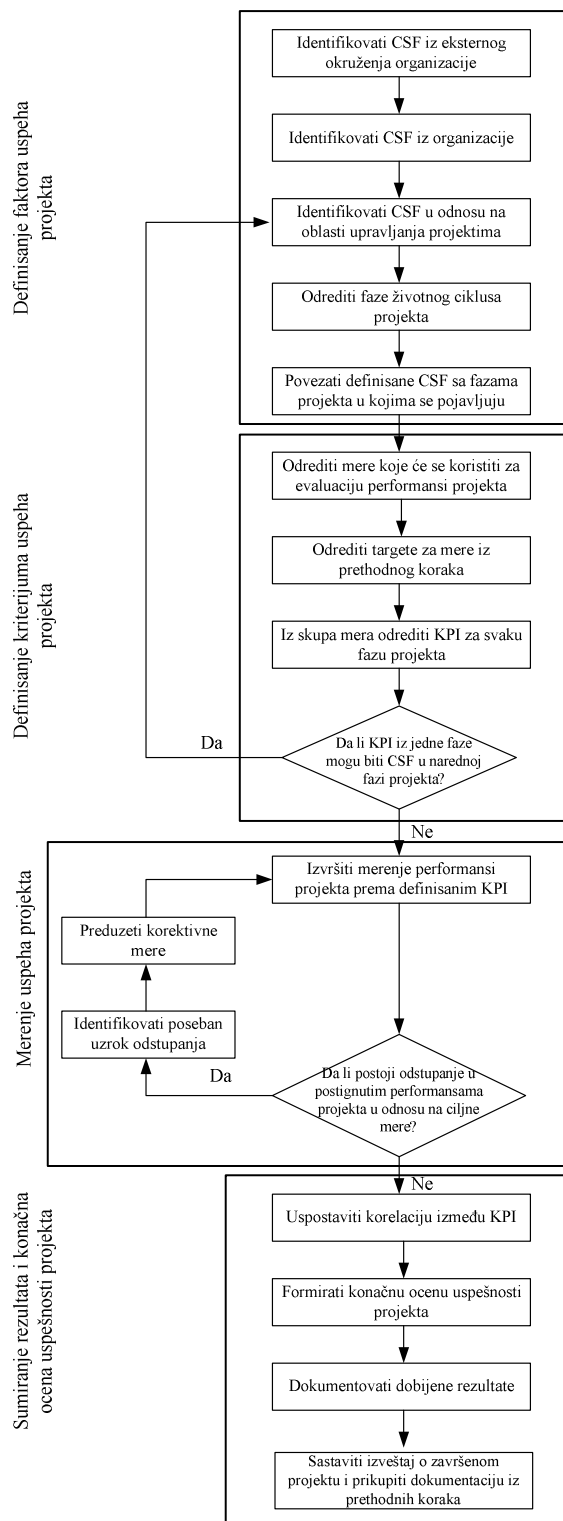 Definisanje faktora uspeha
projekta
Identifikovati CSF iz eksternog
okruženja organizacije
Identifikovati CSF iz organizacije
Identifikovati CSF u odnosu na
oblasti upravljanja projektima
Odrediti faze životnog ciklusa
projekta
Povezati definisane CSF sa fazama
projekta u kojima se pojavljuju
Definisanje kriterijuma uspeha
projekta
Odrediti mere koje će se koristiti za
evaluaciju performansi projekta
Odrediti targete za mere iz
prethodnog koraka
Iz skupa mera odrediti KPI za svaku
fazu projekta
Da li KPI iz jedne faze
mogu biti CSF u narednoj
fazi projekta?
Da
Ne
Merenje uspeha projekta
Izvršiti merenje performansi
projekta prema definisanim KPI
Preduzeti korektivne
mere
Identifikovati poseban
uzrok odstupanja
Da
Da li postoji odstupanje u
postignutim performansama
projekta u odnosu na ciljne
mere?
Ne
Sumiranje rezultata i konačna
ocena uspešnosti projekta
Uspostaviti korelaciju između KPI
Formirati konačnu ocenu uspešnosti
projekta
Dokumentovati dobijene rezultate
Sastaviti izveštaj o završenom
projektu i prikupiti dokumentaciju iz
prethodnih koraka